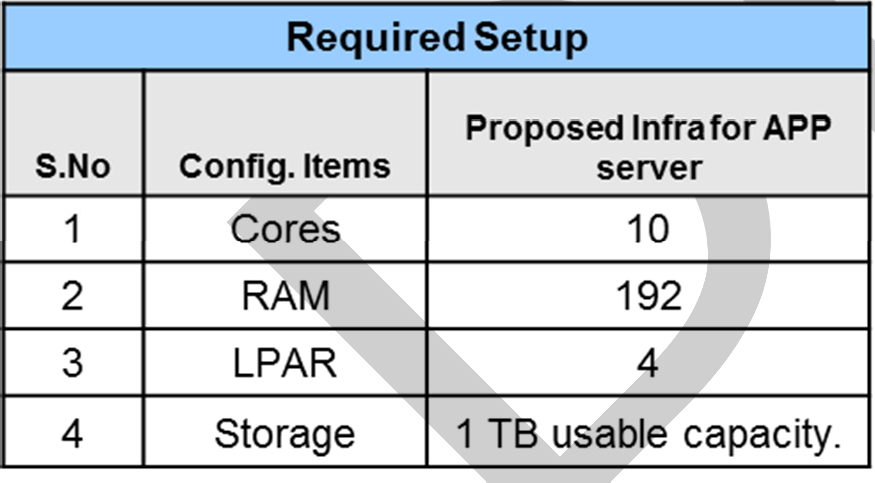 Required Setup
S.No Config. Items Proposed Infra for APP server
1 Cores 10
2 RAM 192
3 LPAR 4
4 Storage 1 TB usable capacity.